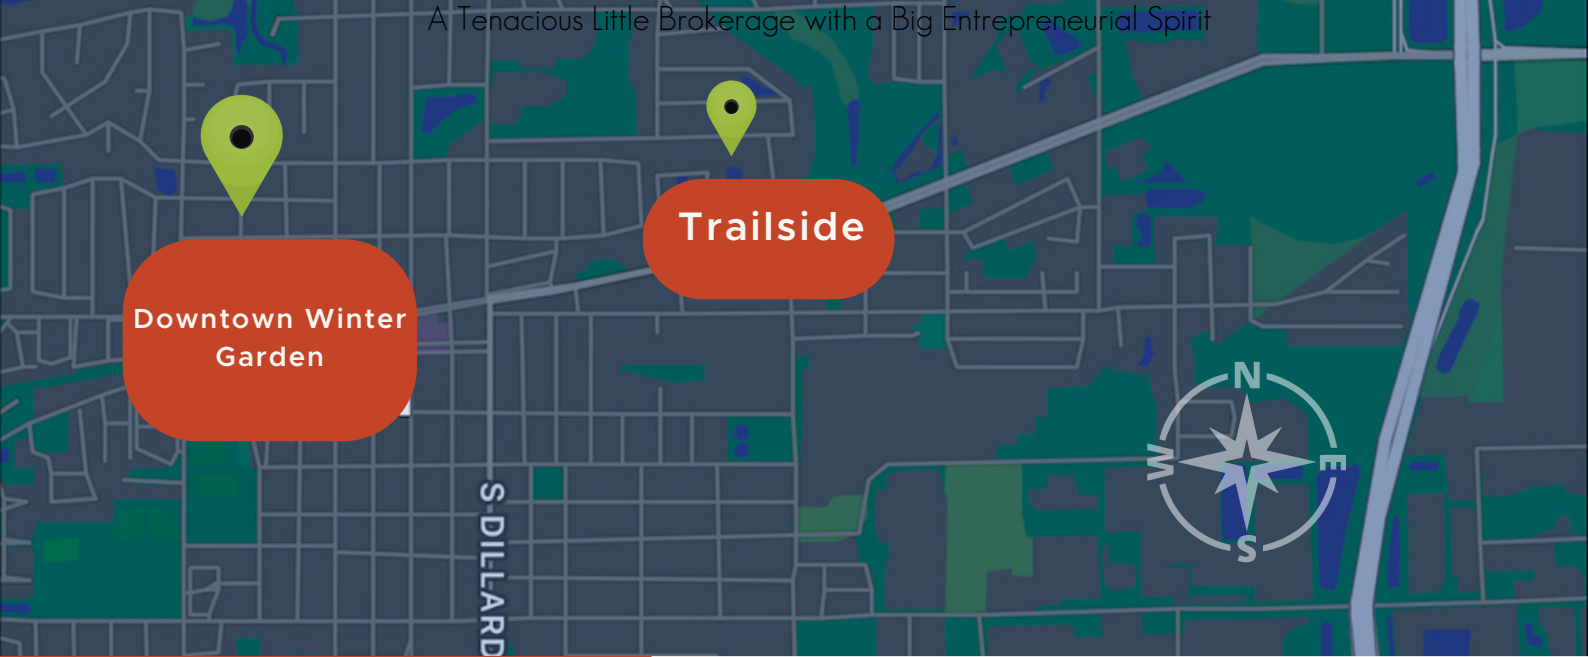 A Tenacious Little Brokerage with a Big Entrepreneurial Spirit
Trailside
Downtown Winter
Garden
N
W
E
S
S DILLARD